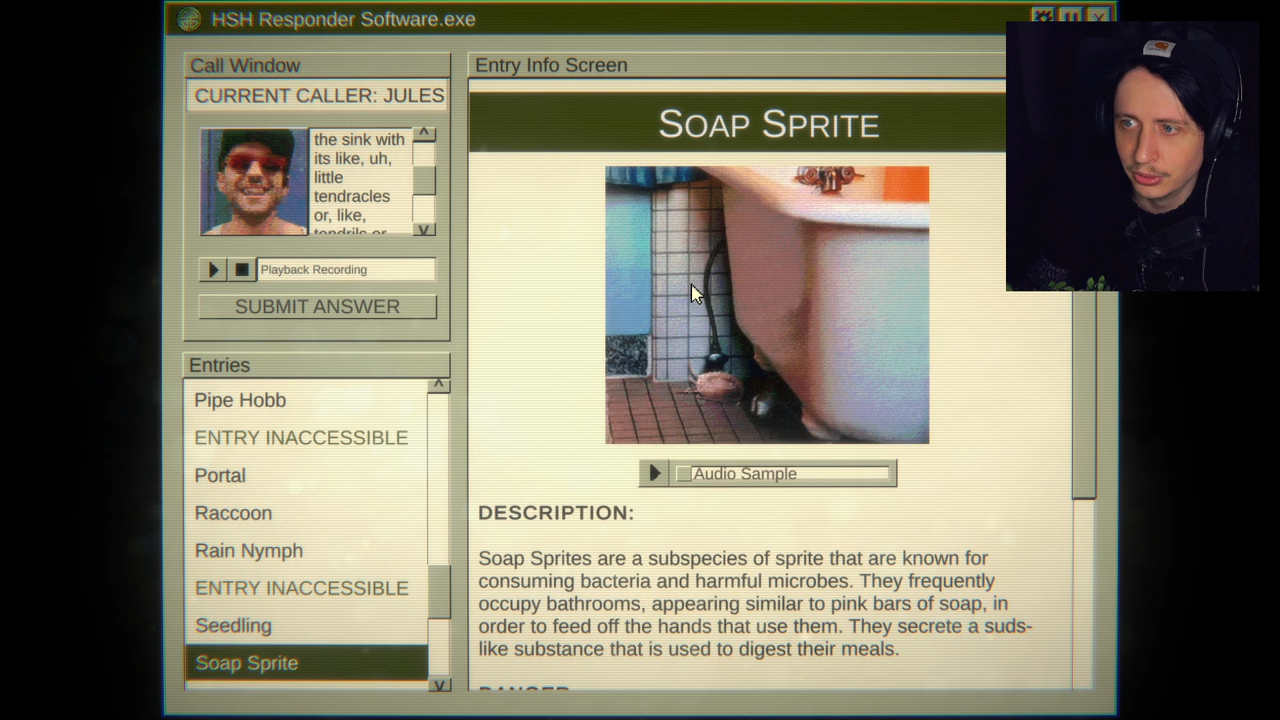 HSH Responder Software.exe
Call Window
CURRENT CALLER: JULES
the sink with
its like, uh,
little
tendracles
or, like,
tendrils or
Playback Recording
SUBMIT ANSWER
Entries
Pipe Hobb
ENTRY INACCESSIBLE
Portal
Raccoon
Rain Nymph
ENTRY INACCESSIBLE
Seedling
Soap Sprite
Entry Info Screen
SOAP SPRITE
Audio Sample
DESCRIPTION:
Soap Sprites are a subspecies of sprite that are known for
consuming bacteria and harmful microbes. They frequently
occupy bathrooms, appearing similar to pink bars of soap, in
order to feed off the hands that use them. They secrete a suds-
like substance that is used to digest their meals.